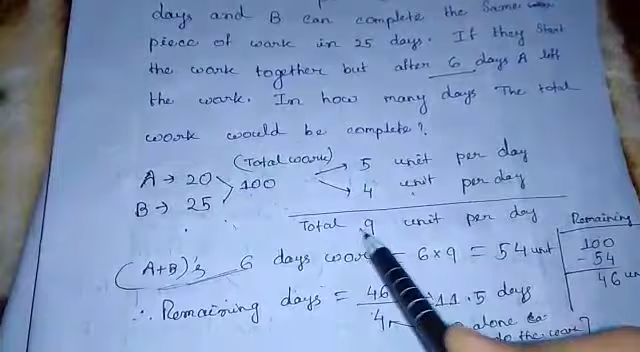 days and B can complete the same
piece of work in 25 days. If they start
the work together but after 6 days A left
the work. In how many days The total
work would be complete?
(Total work)
A → 20
B → 25
100
→ 5 unit per day
→ 4 unit per day
Total 9 unit per day
Remaining
100
- 54
46
(A+B)'s 6 days work = 6 × 9 = 54 unit
∴ Remaining days = 46
4
11.5 days
alone
do the work]